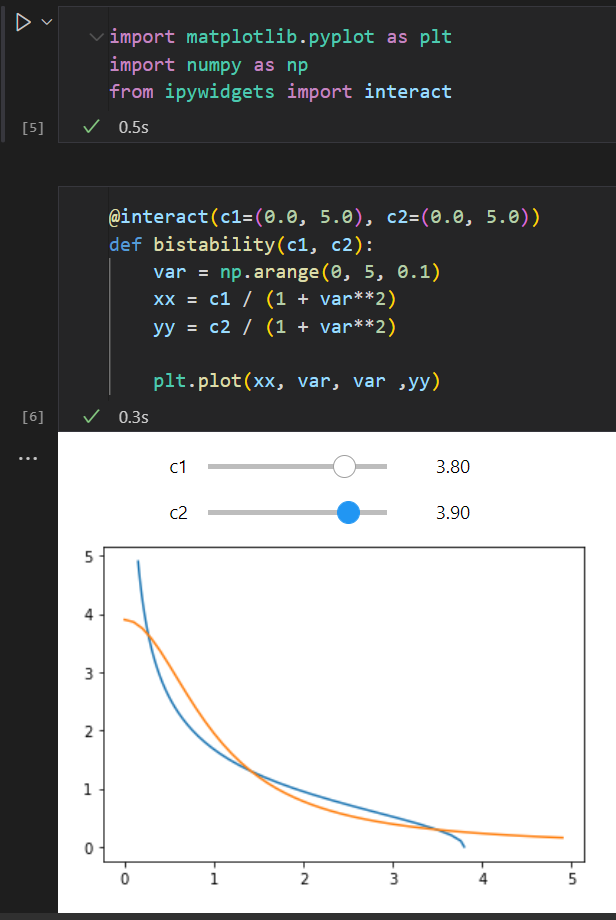 import matplotlib.pyplot as plt
import numpy as np
from ipywidgets import interact
[5]
0.5s
@interact(c1=(0.0, 5.0), c2=(0.0, 5.0))
def bistability(c1, c2):
    var = np.arange(0, 5, 0.1)
    xx = c1 / (1 + var**2)
    yy = c2 / (1 + var**2)
    plt.plot(xx, var, var ,yy)
[6]
0.3s
...
c1 3.80
c2 3.90
5
4
3
2
1
0
0 1 2 3 4 5